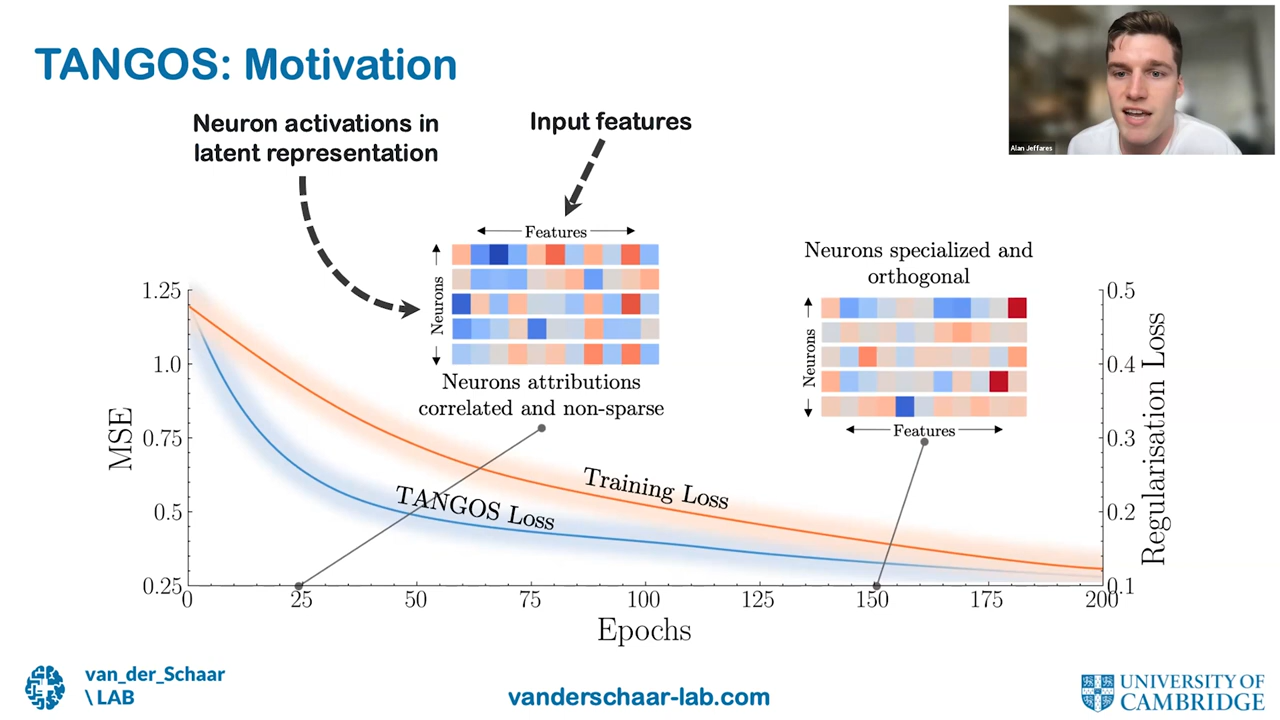 TANGOS: Motivation
Alan Jeffares
Neuron activations in
latent representation
Input features
Features
Neurons
Neurons attributions
correlated and non-sparse
Neurons specialized and
orthogonal
Neurons
Features
1.25
1.0
0.75
0.5
0.25
MSE
TANGOS Loss
Training Loss
0.5
0.4
0.3
0.2
0.1
Regularisation Loss
0 25 50 75 100 125 150 175 200
Epochs
van_der_Schaar
\ LAB
vanderschaar-lab.com
UNIVERSITY OF
CAMBRIDGE